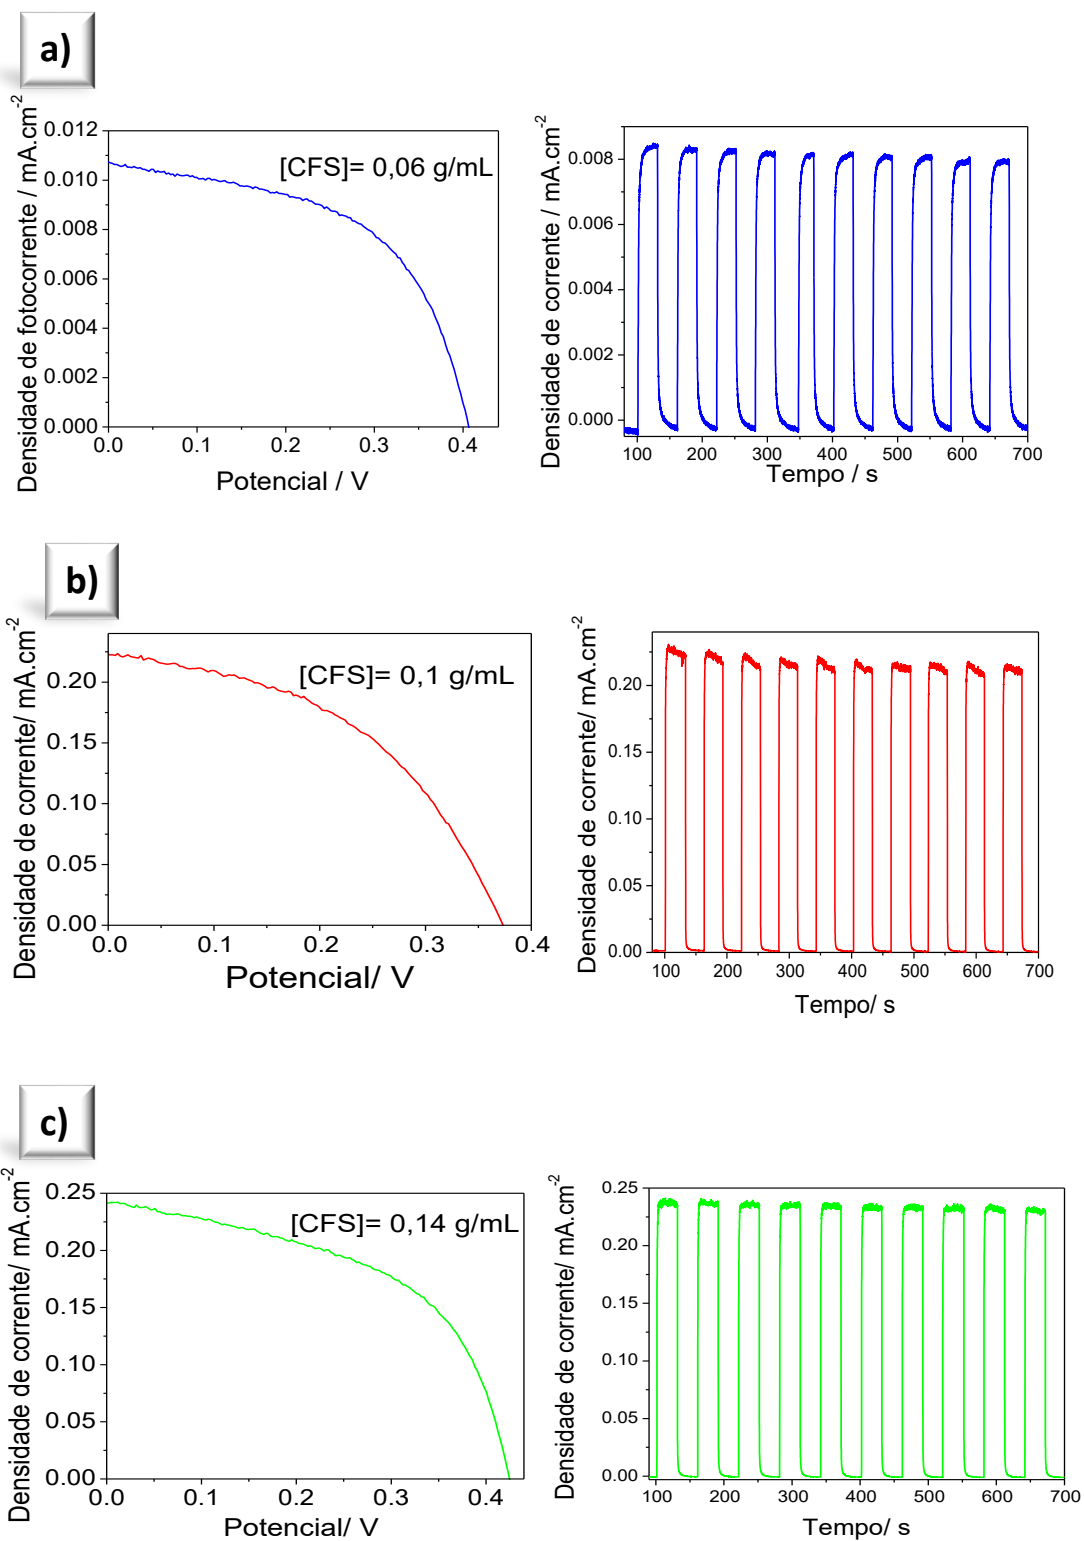 a)
Densidade de fotocorrente / mA.cm-2
0.012
0.010
0.008
0.006
0.004
0.002
0.000
[CFS]= 0,06 g/mL
0.0 0.1 0.2 0.3 0.4
Potencial / V
Densidade de corrente / mA.cm-2
0.008
0.006
0.004
0.002
0.000
100 200 300 400 500 600 700
Tempo / s
b)
Densidade de corrente/ mA.cm-2
0.20
0.15
0.10
0.05
0.00
[CFS]= 0,1 g/mL
0.0 0.1 0.2 0.3 0.4
Potencial/ V
Densidade de corrente/ mA.cm-2
0.20
0.15
0.10
0.05
0.00
100 200 300 400 500 600 700
Tempo/ s
c)
Densidade de corrente/ mA.cm-2
0.25
0.20
0.15
0.10
0.05
0.00
[CFS]= 0,14 g/mL
0.0 0.1 0.2 0.3 0.4
Potencial/ V
Densidade de corrente/ mA.cm-2
0.25
0.20
0.15
0.10
0.05
0.00
100 200 300 400 500 600 700
Tempo/ s